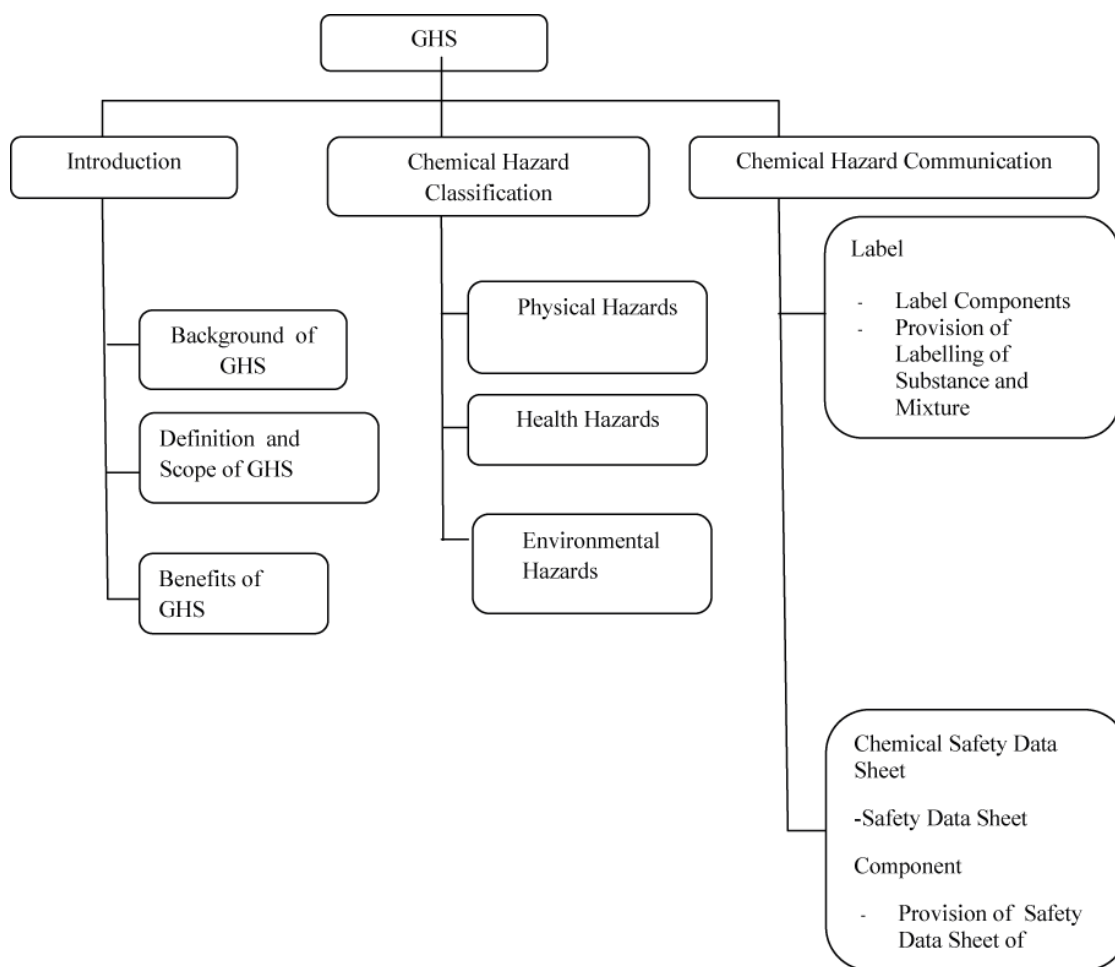 GHS
Introduction
Chemical Hazard
Classification
Chemical Hazard Communication
Background of
GHS
Definition and
Scope of GHS
Benefits of
GHS
Physical Hazards
Health Hazards
Environmental
Hazards
Label
- Label Components
- Provision of
Labelling of
Substance and
Mixture
Chemical Safety Data
Sheet
-Safety Data Sheet
Component
- Provision of Safety
Data Sheet of